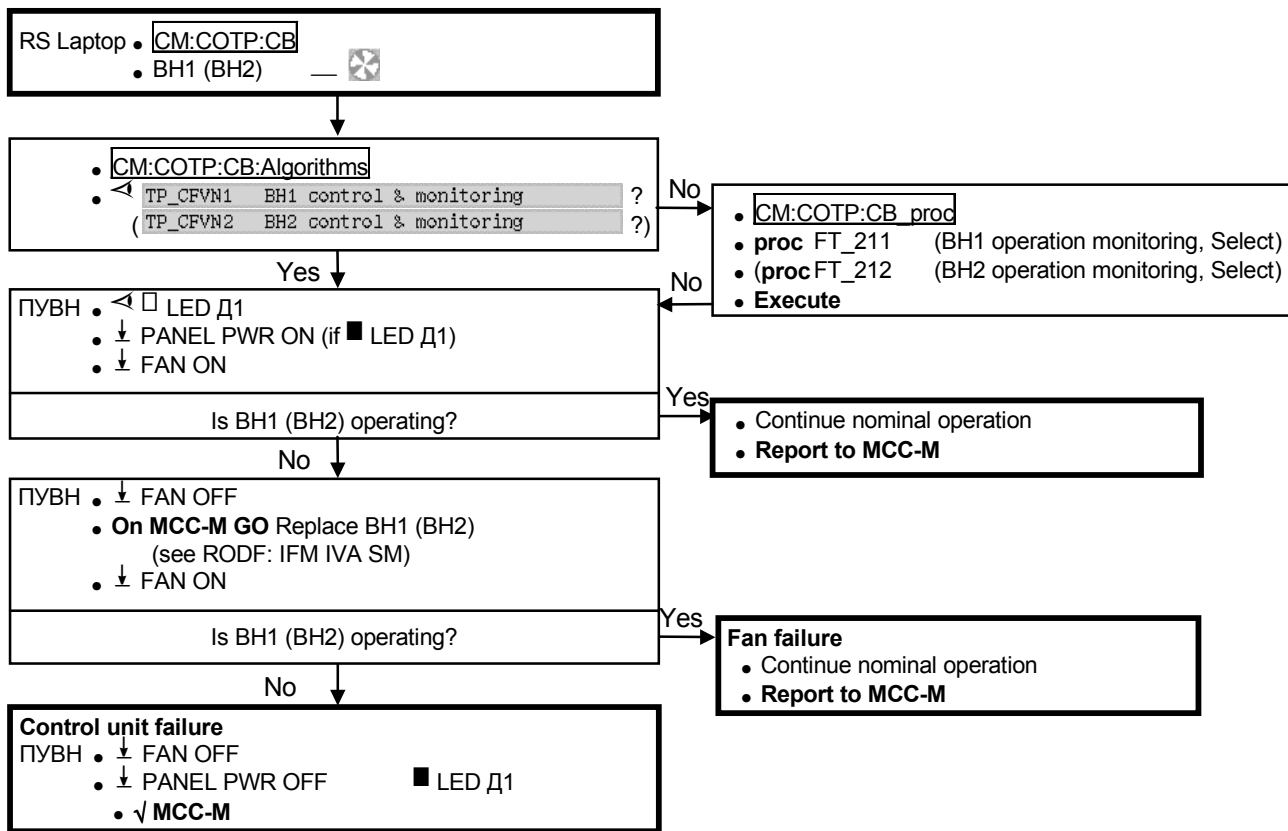 RS Laptop • CM:COTP:CB
• BH1 (BH2) __
• CM:COTP:CB:Algorithms
• TP_CFVN1 BH1 control & monitoring ?
( TP_CFVN2 BH2 control & monitoring ?)
No
• CM:COTP:CB_proc
• proc FT_211 (BH1 operation monitoring, Select)
• (proc FT_212 (BH2 operation monitoring, Select)
• Execute
Yes
No
ПУВН • □ LED Д1
• PANEL PWR ON (if ■ LED Д1)
• FAN ON
Is BH1 (BH2) operating?
Yes
• Continue nominal operation
• Report to MCC-M
No
ПУВН • FAN OFF
• On MCC-M GO Replace BH1 (BH2)
(see RODF: IFM IVA SM)
• FAN ON
Is BH1 (BH2) operating?
Yes
Fan failure
• Continue nominal operation
• Report to MCC-M
No
Control unit failure
ПУВН • FAN OFF
• PANEL PWR OFF ■ LED Д1
• √ MCC-M